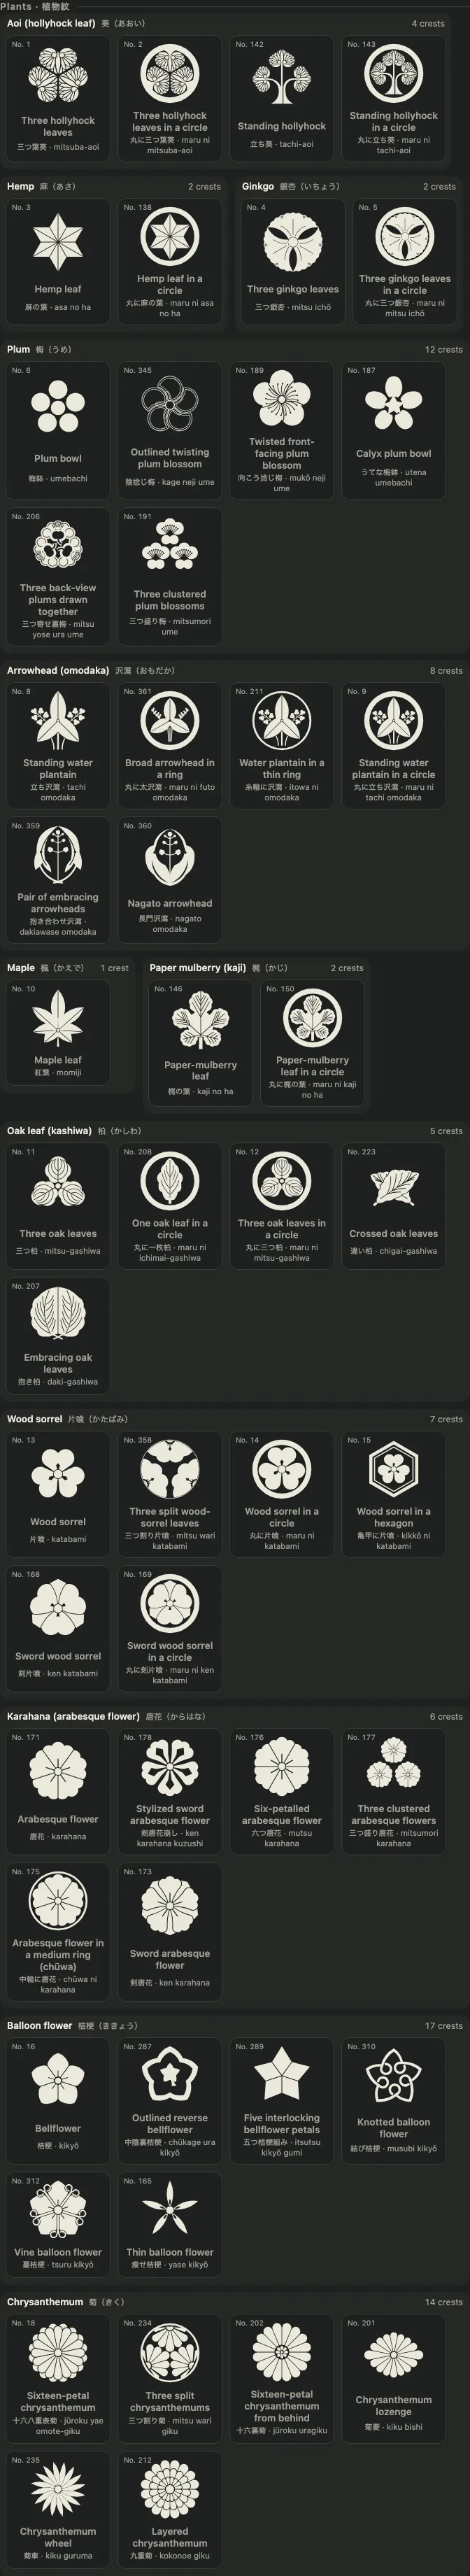 Plants · 植物紋
Aoi (hollyhock leaf) 葵（あおい） 4 crests
No. 1
Three hollyhock
leaves
三つ葉葵 · mitsuba-aoi
No. 2
Three hollyhock
leaves in a circle
丸に三つ葉葵 · maru ni
mitsuba-aoi
No. 142
Standing hollyhock
立ち葵 · tachi-aoi
No. 143
Standing hollyhock
in a circle
丸に立ち葵 · maru ni
tachi-aoi
Hemp 麻（あさ） 2 crests
No. 3
Hemp leaf
麻の葉 · asa no ha
No. 138
Hemp leaf in a
circle
丸に麻の葉 · maru ni asa
no ha
Ginkgo 銀杏（いちょう） 2 crests
No. 4
Three ginkgo leaves
三つ銀杏 · mitsu ichō
No. 5
Three ginkgo leaves
in a circle
丸に三つ銀杏 · maru ni
mitsu ichō
Plum 梅（うめ） 12 crests
No. 6
Plum bowl
梅鉢 · umebachi
No. 345
Outlined twisting
plum blossom
陰捻じ梅 · kage neji ume
No. 189
Twisted front-
facing plum
blossom
向こう捻じ梅 · mukō neji
ume
No. 187
Calyx plum bowl
うてな梅鉢 · utena
umebachi
No. 206
Three back-view
plums drawn
together
三つ寄せ裏梅 · mitsu
yose ura ume
No. 191
Three clustered
plum blossoms
三つ盛り梅 · mitsumori
ume
Arrowhead (omodaka) 沢瀉（おもだか） 8 crests
No. 8
Standing water
plantain
立ち沢瀉 · tachi
omodaka
No. 361
Broad arrowhead in
a ring
丸に太沢瀉 · maru ni futo
omodaka
No. 211
Water plantain in a
thin ring
糸輪に沢瀉 · itowa ni
omodaka
No. 9
Standing water
plantain in a circle
丸に立ち沢瀉 · maru ni
tachi omodaka
No. 359
Pair of embracing
arrowheads
抱き合わせ沢瀉 ·
dakiawase omodaka
No. 360
Nagato arrowhead
長門沢瀉 · nagato
omodaka
Maple 楓（かえで） 1 crest
No. 10
Maple leaf
紅葉 · momiji
Paper mulberry (kaji) 梶（かじ） 2 crests
No. 146
Paper-mulberry
leaf
梶の葉 · kaji no ha
No. 150
Paper-mulberry
leaf in a circle
丸に梶の葉 · maru ni kaji
no ha
Oak leaf (kashiwa) 柏（かしわ） 5 crests
No. 11
Three oak leaves
三つ柏 · mitsu-gashiwa
No. 208
One oak leaf in a
circle
丸に一枚柏 · maru ni
ichimai-gashiwa
No. 12
Three oak leaves in
a circle
丸に三つ柏 · maru ni
mitsu-gashiwa
No. 223
Crossed oak leaves
違い柏 · chigai-gashiwa
No. 207
Embracing oak
leaves
抱き柏 · daki-gashiwa
Wood sorrel 片喰（かたばみ） 7 crests
No. 13
Wood sorrel
片喰 · katabami
No. 358
Three split wood-
sorrel leaves
三つ割り片喰 · mitsu wari
katabami
No. 14
Wood sorrel in a
circle
丸に片喰 · maru ni
katabami
No. 15
Wood sorrel in a
hexagon
亀甲に片喰 · kikkō ni
katabami
No. 168
Sword wood sorrel
剣片喰 · ken katabami
No. 169
Sword wood sorrel
in a circle
丸に剣片喰 · maru ni ken
katabami
Karahana (arabesque flower) 唐花（からはな） 6 crests
No. 171
Arabesque flower
唐花 · karahana
No. 178
Stylized sword
arabesque flower
剣唐花崩し · ken
karahana kuzushi
No. 176
Six-petalled
arabesque flower
六つ唐花 · mutsu
karahana
No. 177
Three clustered
arabesque flowers
三つ盛り唐花 · mitsumori
karahana
No. 175
Arabesque flower in
a medium ring
(chūwa)
中輪に唐花 · chūwa ni
karahana
No. 173
Sword arabesque
flower
剣唐花 · ken karahana
Balloon flower 桔梗（ききょう） 17 crests
No. 16
Bellflower
桔梗 · kikyō
No. 287
Outlined reverse
bellflower
中陰裏桔梗 · chūkage ura
kikyō
No. 289
Five interlocking
bellflower petals
五つ桔梗組み · itsutsu
kikyō gumi
No. 310
Knotted balloon
flower
結び桔梗 · musubi kikyō
No. 312
Vine balloon flower
蔓桔梗 · tsuru kikyō
No. 165
Thin balloon flower
痩せ桔梗 · yase kikyō
Chrysanthemum 菊（きく） 14 crests
No. 18
Sixteen-petal
chrysanthemum
十六八重表菊 · jūroku yae
omote-giku
No. 234
Three split
chrysanthemums
三つ割り菊 · mitsu wari
giku
No. 202
Sixteen-petal
chrysanthemum
from behind
十六裏菊 · jūroku uragiku
No. 201
Chrysanthemum
lozenge
菊菱 · kiku bishi
No. 235
Chrysanthemum
wheel
菊車 · kiku guruma
No. 212
Layered
chrysanthemum
九重菊 · kokonoe giku